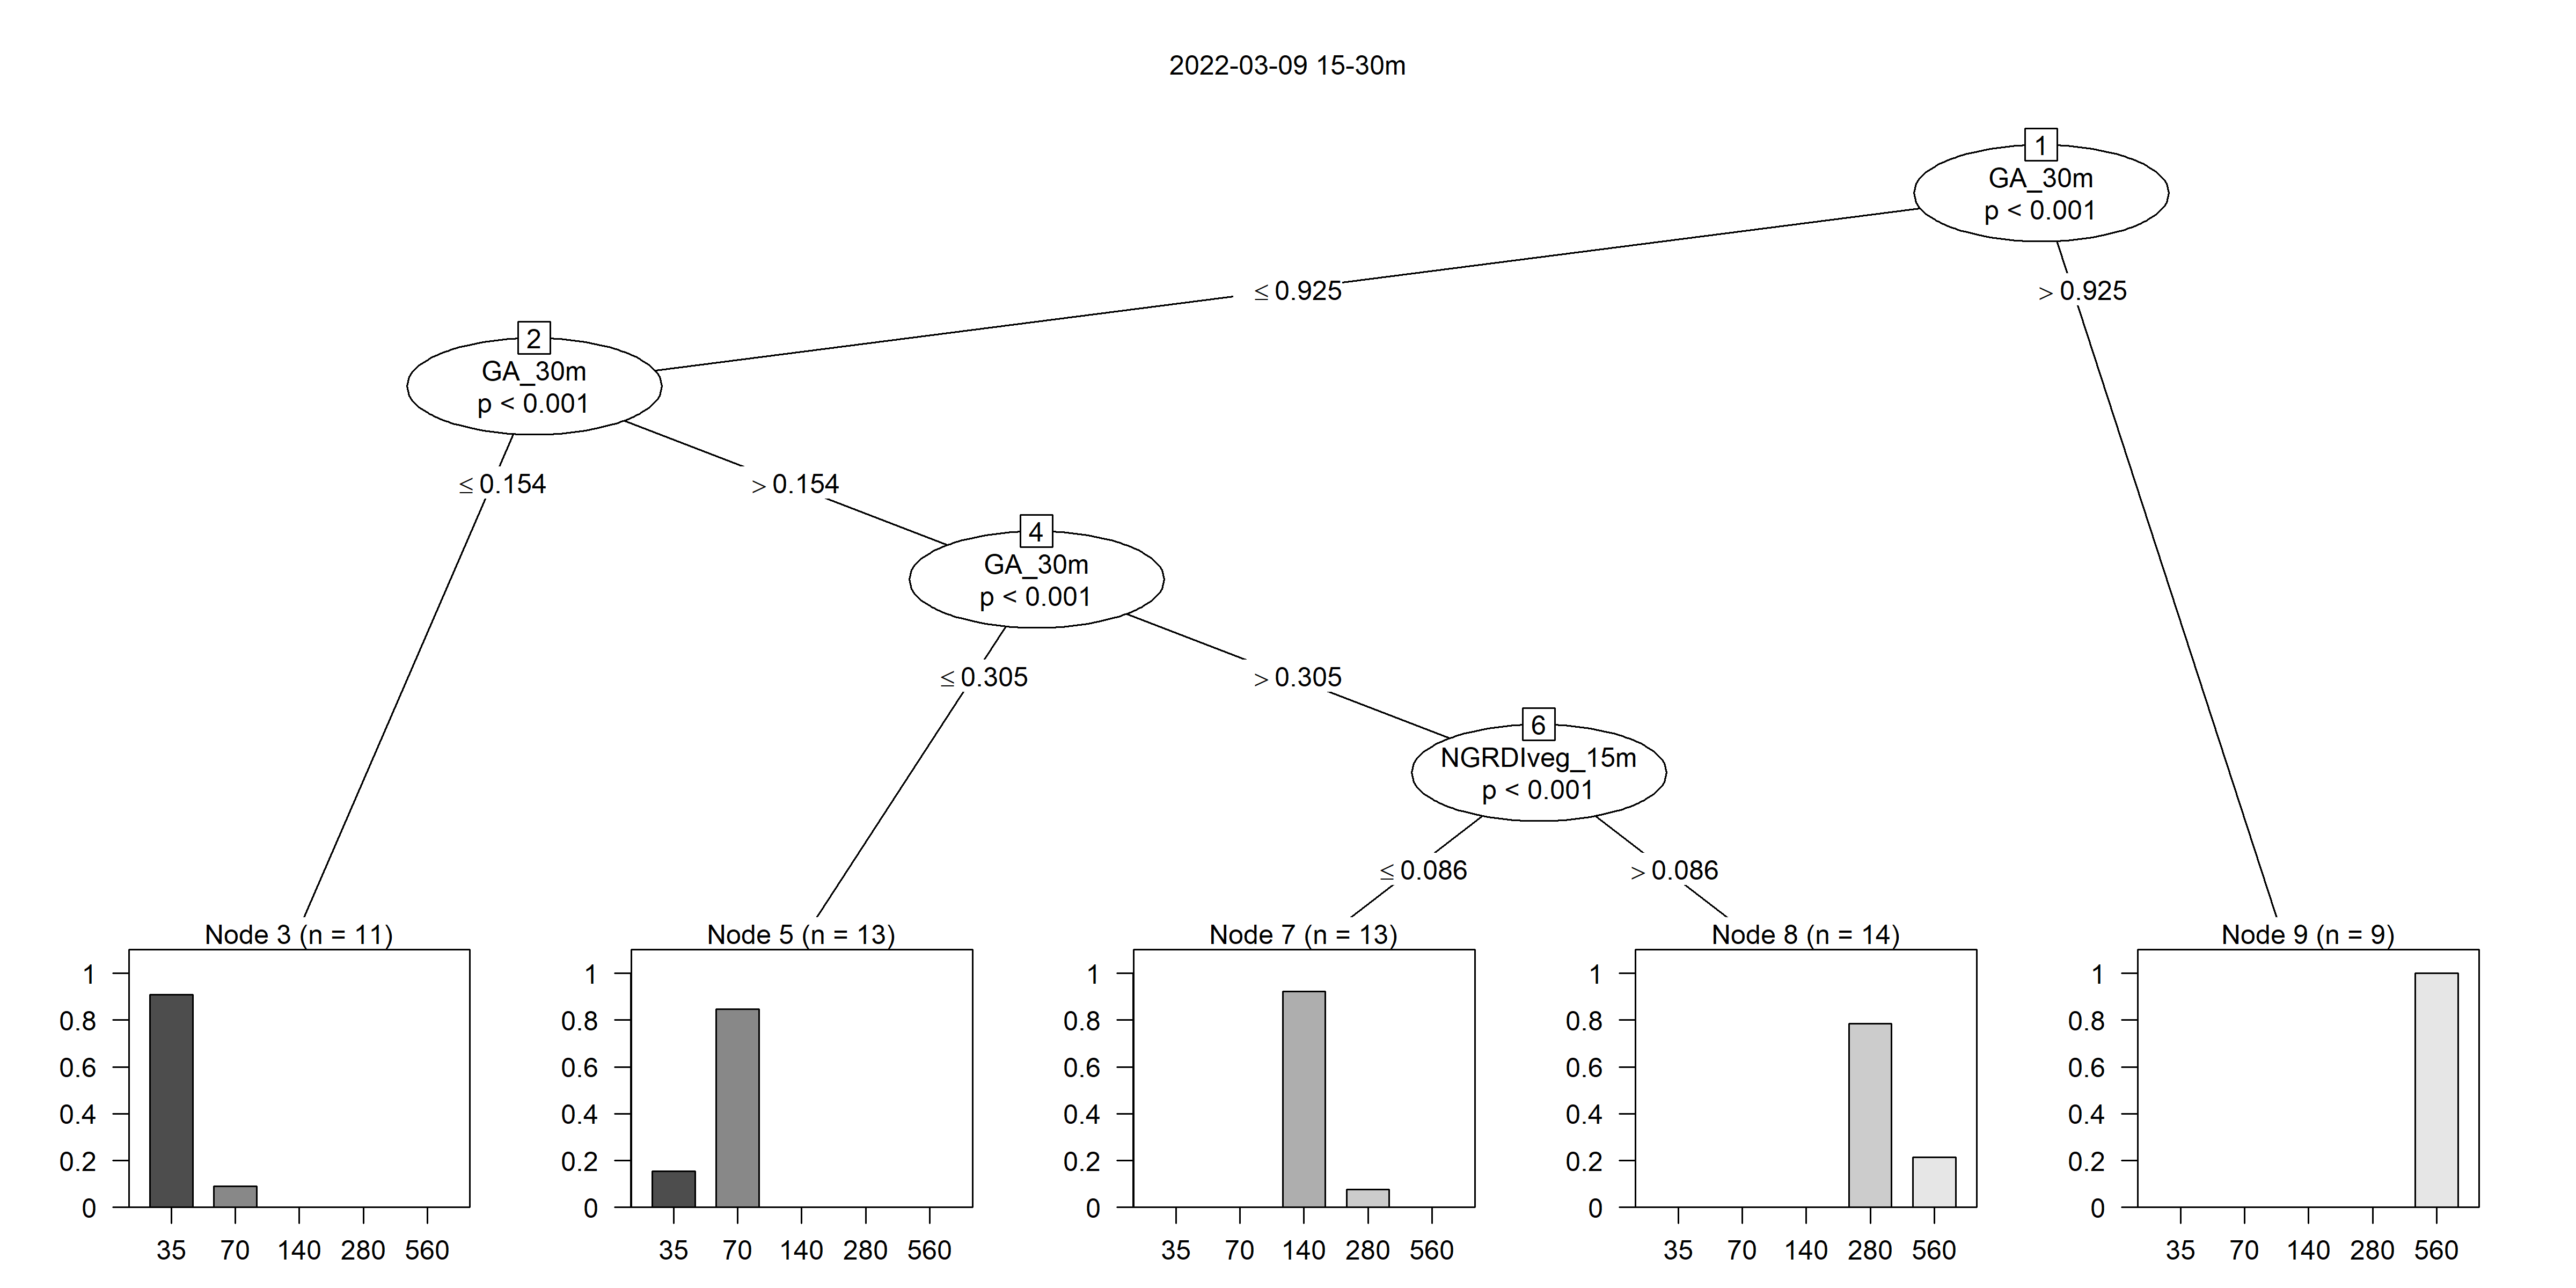 2022-03-09 15-30m
1
GA_30m
p < 0.001
≤ 0.925
> 0.925
2
GA_30m
p < 0.001
≤ 0.154
> 0.154
4
GA_30m
p < 0.001
≤ 0.305
> 0.305
6
NGRDIveg_15m
p < 0.001
≤ 0.086
> 0.086
Node 3 (n = 11)
1
0.8
0.6
0.4
0.2
0
35 70 140 280 560
Node 5 (n = 13)
1
0.8
0.6
0.4
0.2
0
35 70 140 280 560
Node 7 (n = 13)
1
0.8
0.6
0.4
0.2
0
35 70 140 280 560
Node 8 (n = 14)
1
0.8
0.6
0.4
0.2
0
35 70 140 280 560
Node 9 (n = 9)
1
0.8
0.6
0.4
0.2
0
35 70 140 280 560